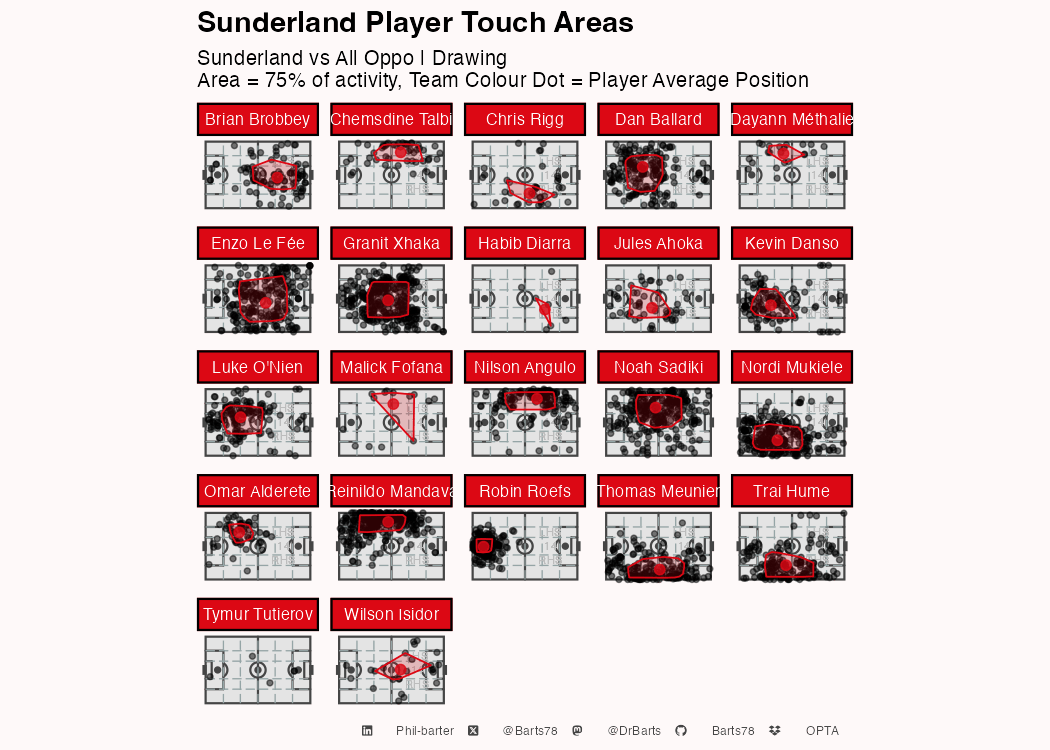 Sunderland Player Touch Areas
Sunderland vs All Oppo | Drawing
Area = 75% of activity, Team Colour Dot = Player Average Position
Brian Brobbey
Chemsdine Talbi
Chris Rigg
Dan Ballard
Dayann Méthalie
Enzo Le Fée
Granit Xhaka
Habib Diarra
Jules Ahoka
Kevin Danso
Luke O'Nien
Malick Fofana
Nilson Angulo
Noah Sadiki
Nordi Mukiele
Omar Alderete
Reinildo Mandava
Robin Roefs
Thomas Meunier
Trai Hume
Tymur Tutierov
Wilson Isidor
Phil-barter @Barts78 @DrBarts Barts78 OPTA